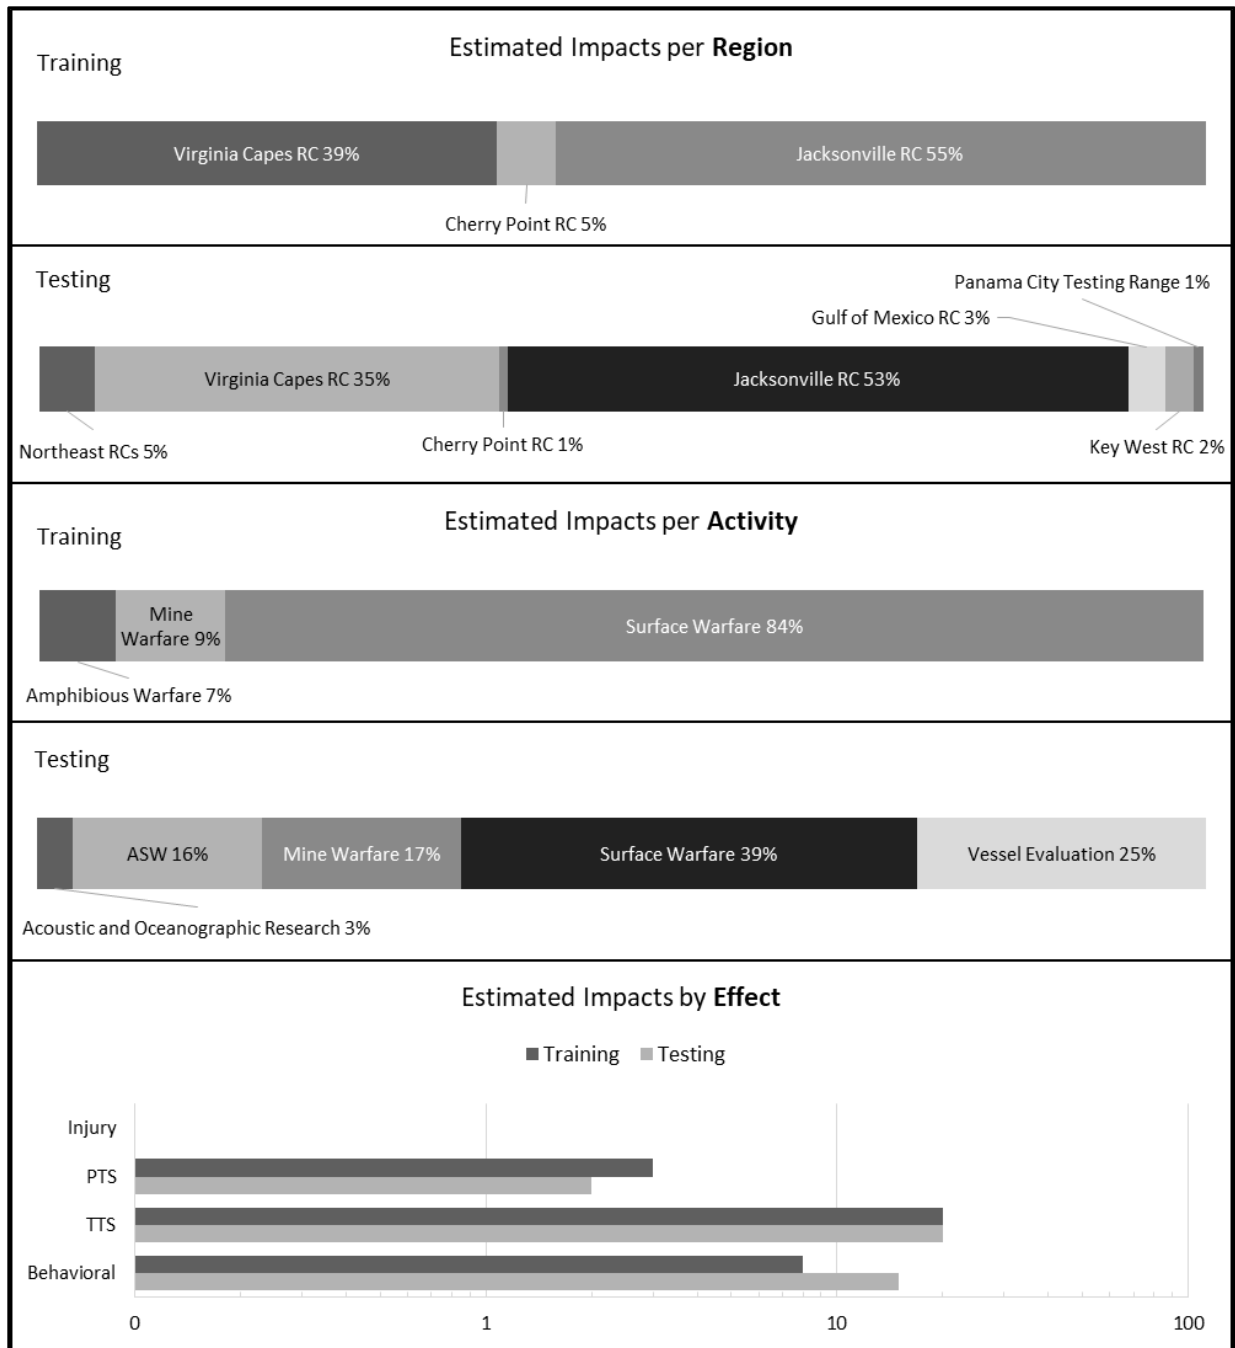 Estimated Impacts per Region
Training
Virginia Capes RC 39%
Jacksonville RC 55%
Cherry Point RC 5%
Testing
Panama City Testing Range 1%
Gulf of Mexico RC 3%
Virginia Capes RC 35%
Jacksonville RC 53%
Northeast RCs 5%
Cherry Point RC 1%
Key West RC 2%
Estimated Impacts per Activity
Training
Mine
Warfare 9%
Surface Warfare 84%
Amphibious Warfare 7%
Testing
ASW 16%
Mine Warfare 17%
Surface Warfare 39%
Vessel Evaluation 25%
Acoustic and Oceanographic Research 3%
Estimated Impacts by Effect
Training
Testing
Injury
PTS
TTS
Behavioral
0
1
10
100